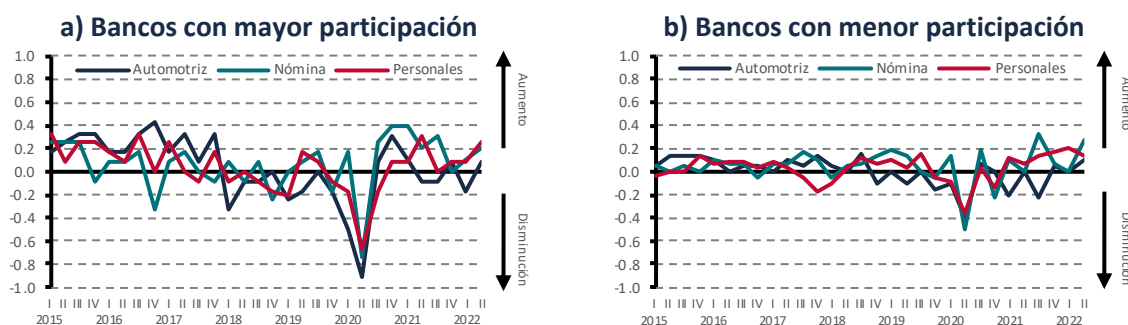 a) Bancos con mayor participación
1.0
0.8
0.6
0.4
0.2
0.0
-0.2
-0.4
-0.6
-0.8
-1.0
Automotriz Nómina Personales
Aumento
Disminución
I II III IV I II III IV I II III IV I II III IV I II III IV I II III IV I II III IV I II
2015 2016 2017 2018 2019 2020 2021 2022
b) Bancos con menor participación
1.0
0.8
0.6
0.4
0.2
0.0
-0.2
-0.4
-0.6
-0.8
-1.0
Automotriz Nómina Personales
Aumento
Disminución
I II III IV I II III IV I II III IV I II III IV I II III IV I II III IV I II III IV I II
2015 2016 2017 2018 2019 2020 2021 2022